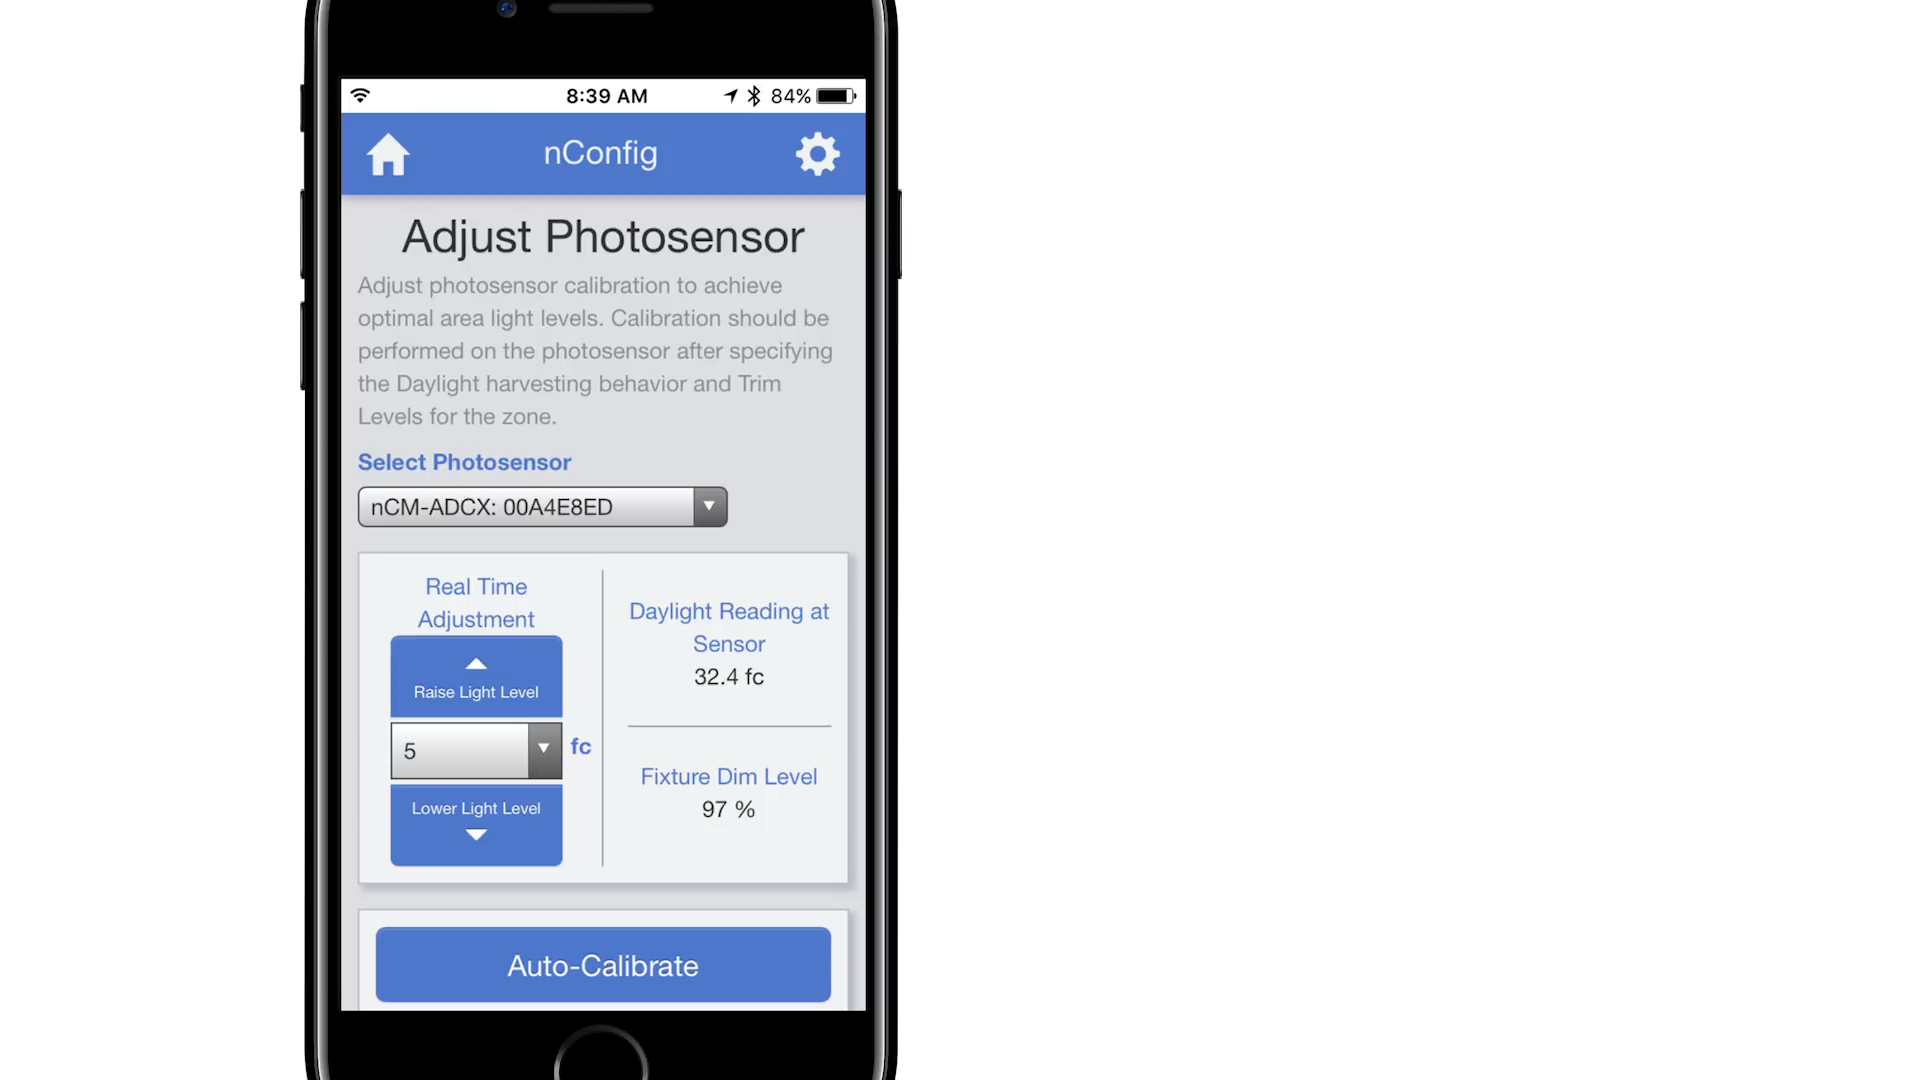 8:39 AM
84%
nConfig
Adjust Photosensor
Adjust photosensor calibration to achieve
optimal area light levels. Calibration should be
performed on the photosensor after specifying
the Daylight harvesting behavior and Trim
Levels for the zone.
Select Photosensor
nCM-ADCX: 00A4E8ED
Real Time
Adjustment
Raise Light Level
5
fc
Lower Light Level
Daylight Reading at
Sensor
32.4 fc
Fixture Dim Level
97 %
Auto-Calibrate